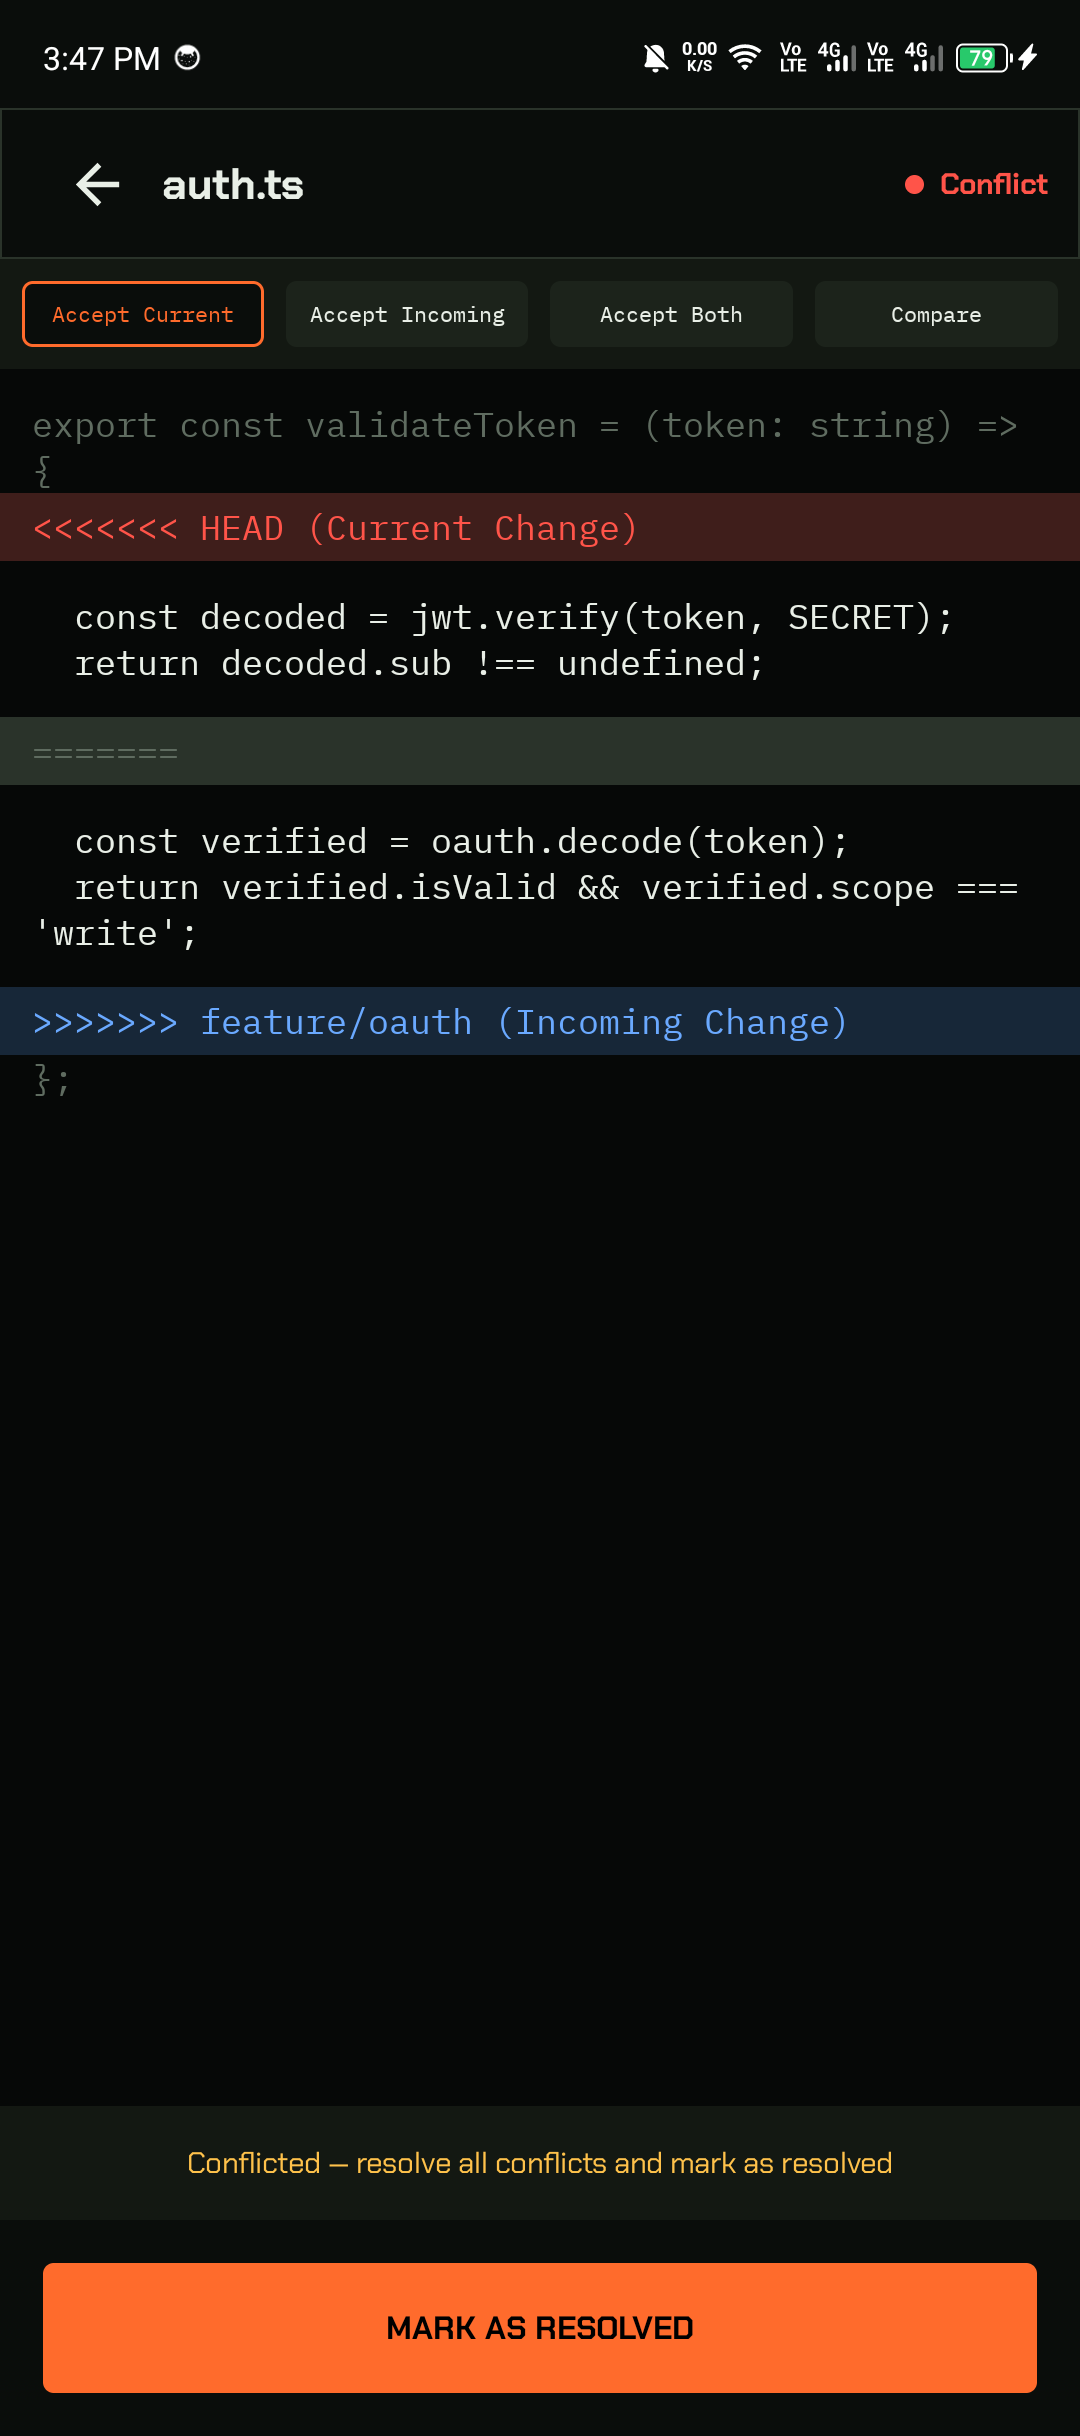 3:47 PM
0.00
K/S
Vo
LTE
4G
Vo
LTE
4G
79
auth.ts
Conflict
Accept Current
Accept Incoming
Accept Both
Compare
export const validateToken = (token: string) =>
{
<<<<<<< HEAD (Current Change)
  const decoded = jwt.verify(token, SECRET);
  return decoded.sub !== undefined;
=======
  const verified = oauth.decode(token);
  return verified.isValid && verified.scope ===
'write';
>>>>>>> feature/oauth (Incoming Change)
};
Conflicted — resolve all conflicts and mark as resolved
MARK AS RESOLVED